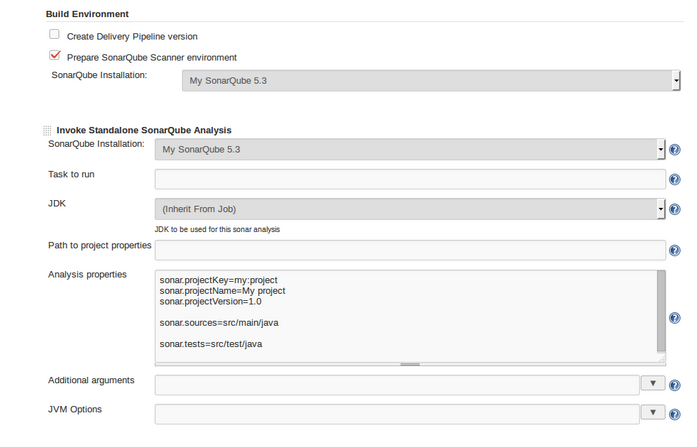 Build Environment
Create Delivery Pipeline version
Prepare SonarQube Scanner environment
SonarQube Installation:
My SonarQube 5.3
Invoke Standalone SonarQube Analysis
SonarQube Installation:
My SonarQube 5.3
Task to run
JDK
(Inherit From Job)
JDK to be used for this sonar analysis
Path to project properties
Analysis properties
sonar.projectKey=my:project
sonar.projectName=My project
sonar.projectVersion=1.0
sonar.sources=src/main/java
sonar.tests=src/test/java
Additional arguments
JVM Options